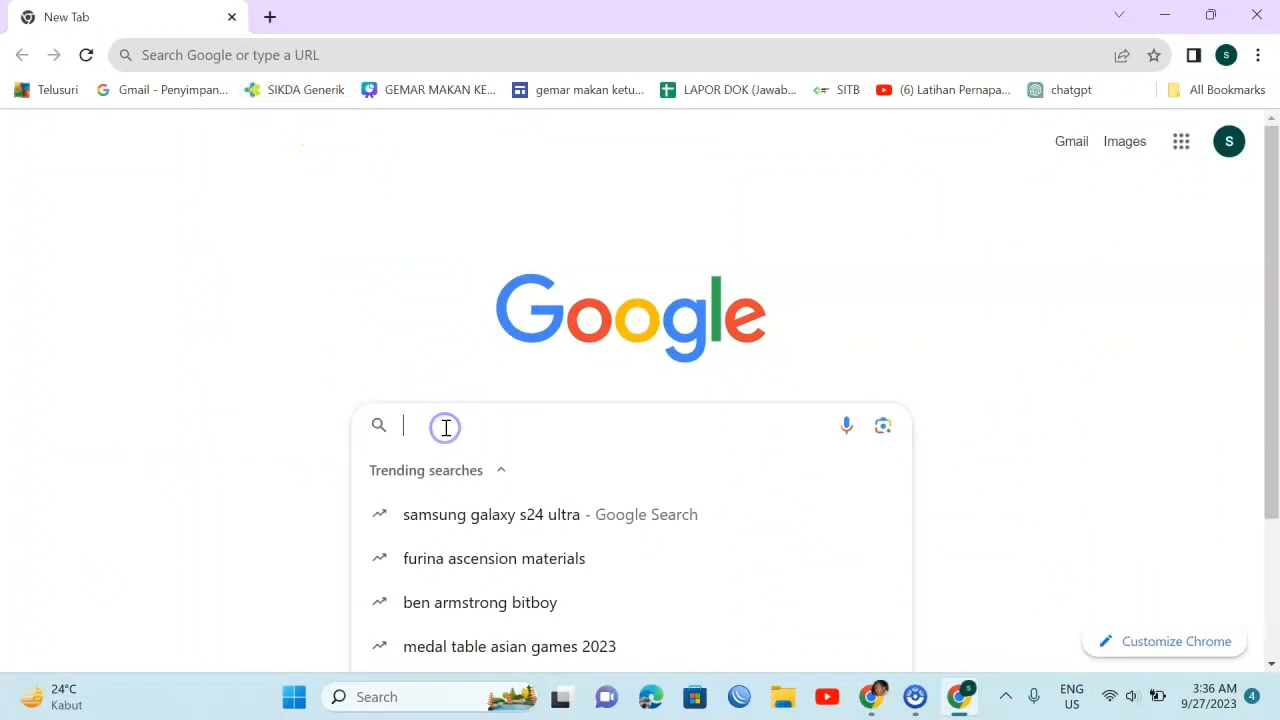 New Tab
Search Google or type a URL
Telusuri
Gmail - Penyimpan...
SIKDA Generik
GEMAR MAKAN KE...
gemar makan ketu...
LAPOR DOK (Jawab...
SITB
(6) Latihan Pernapa...
chatgpt
All Bookmarks
Gmail
Images
S
Google
Trending searches
samsung galaxy s24 ultra - Google Search
furina ascension materials
ben armstrong bitboy
medal table asian games 2023
Customize Chrome
24°C
Kabut
Search
ENG
US
3:36 AM
9/27/2023
4